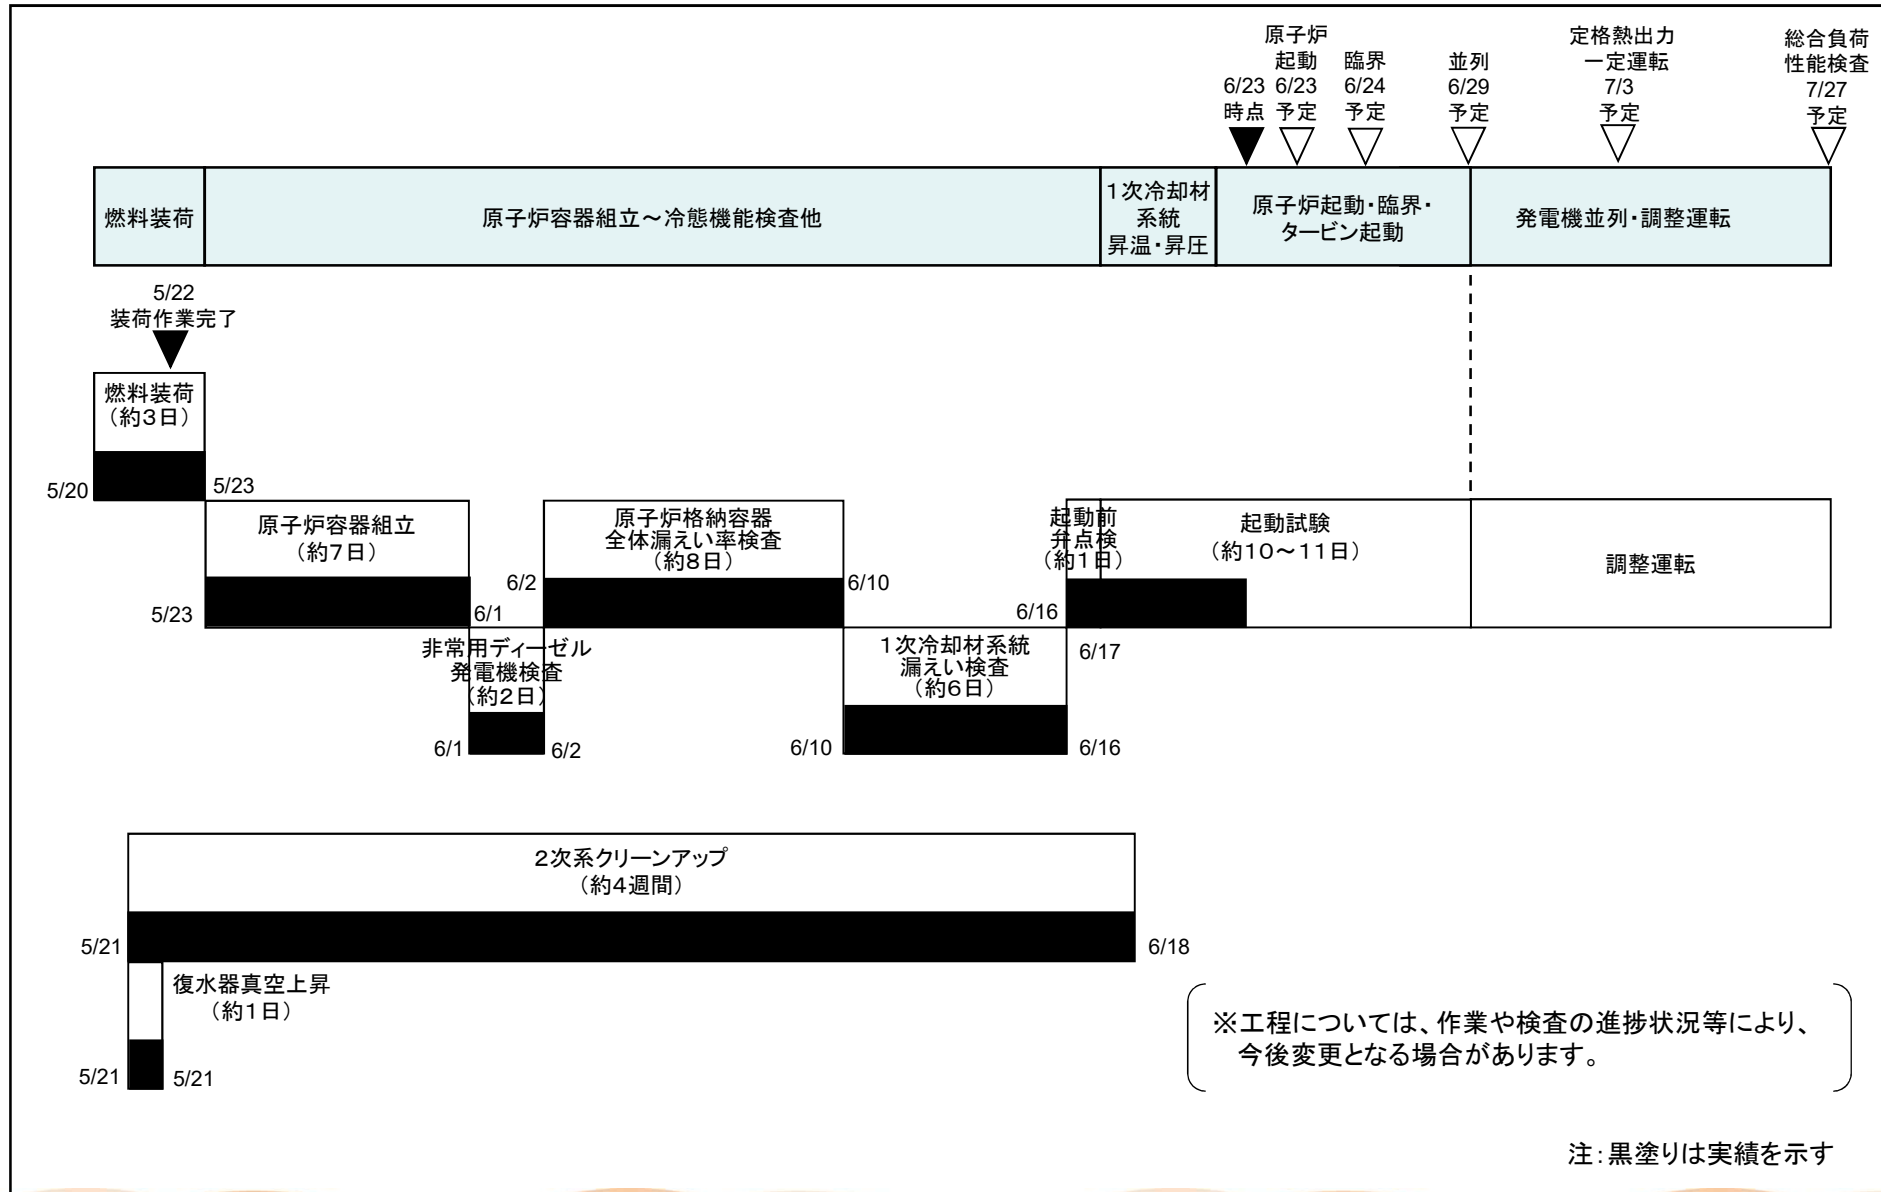 原子炉
起動
6/23
予定
6/23
時点
臨界
6/24
予定
並列
6/29
予定
定格熱出力
一定運転
7/3
予定
総合負荷
性能検査
7/27
予定
燃料装荷
原子炉容器組立～冷態機能検査他
1次冷却材
系統
昇温・昇圧
原子炉起動・臨界・
タービン起動
発電機並列・調整運転
5/22
装荷作業完了
燃料装荷
（約3日）
5/20
5/23
原子炉容器組立
（約7日）
5/23
6/1
非常用ディーゼル
発電機検査
（約2日）
6/1
6/2
原子炉格納容器
全体漏えい率検査
（約8日）
6/2
6/10
1次冷却材系統
漏えい検査
（約6日）
6/10
6/16
起動前
弁点検
（約1日）
6/16
6/17
起動試験
（約10～11日）
調整運転
2次系クリーンアップ
（約4週間）
5/21
6/18
復水器真空上昇
（約1日）
5/21
5/21
※工程については、作業や検査の進捗状況等により、
今後変更となる場合があります。
注：黒塗りは実績を示す